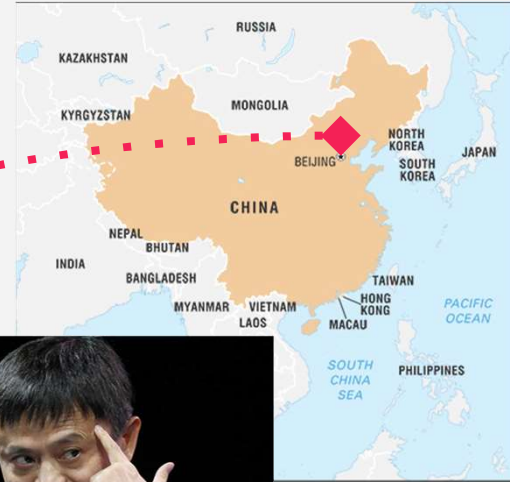 RUSSIA
KAZAKHSTAN
MONGOLIA
KYRGYZSTAN
NORTH
KOREA
JAPAN
BEIJING
SOUTH
KOREA
CHINA
NEPAL
BHUTAN
INDIA
BANGLADESH
TAIWAN
HONG
KONG
MYANMAR
VIETNAM
PACIFIC
OCEAN
LAOS
MACAU
SOUTH
CHINA
SEA
PHILIPPINES